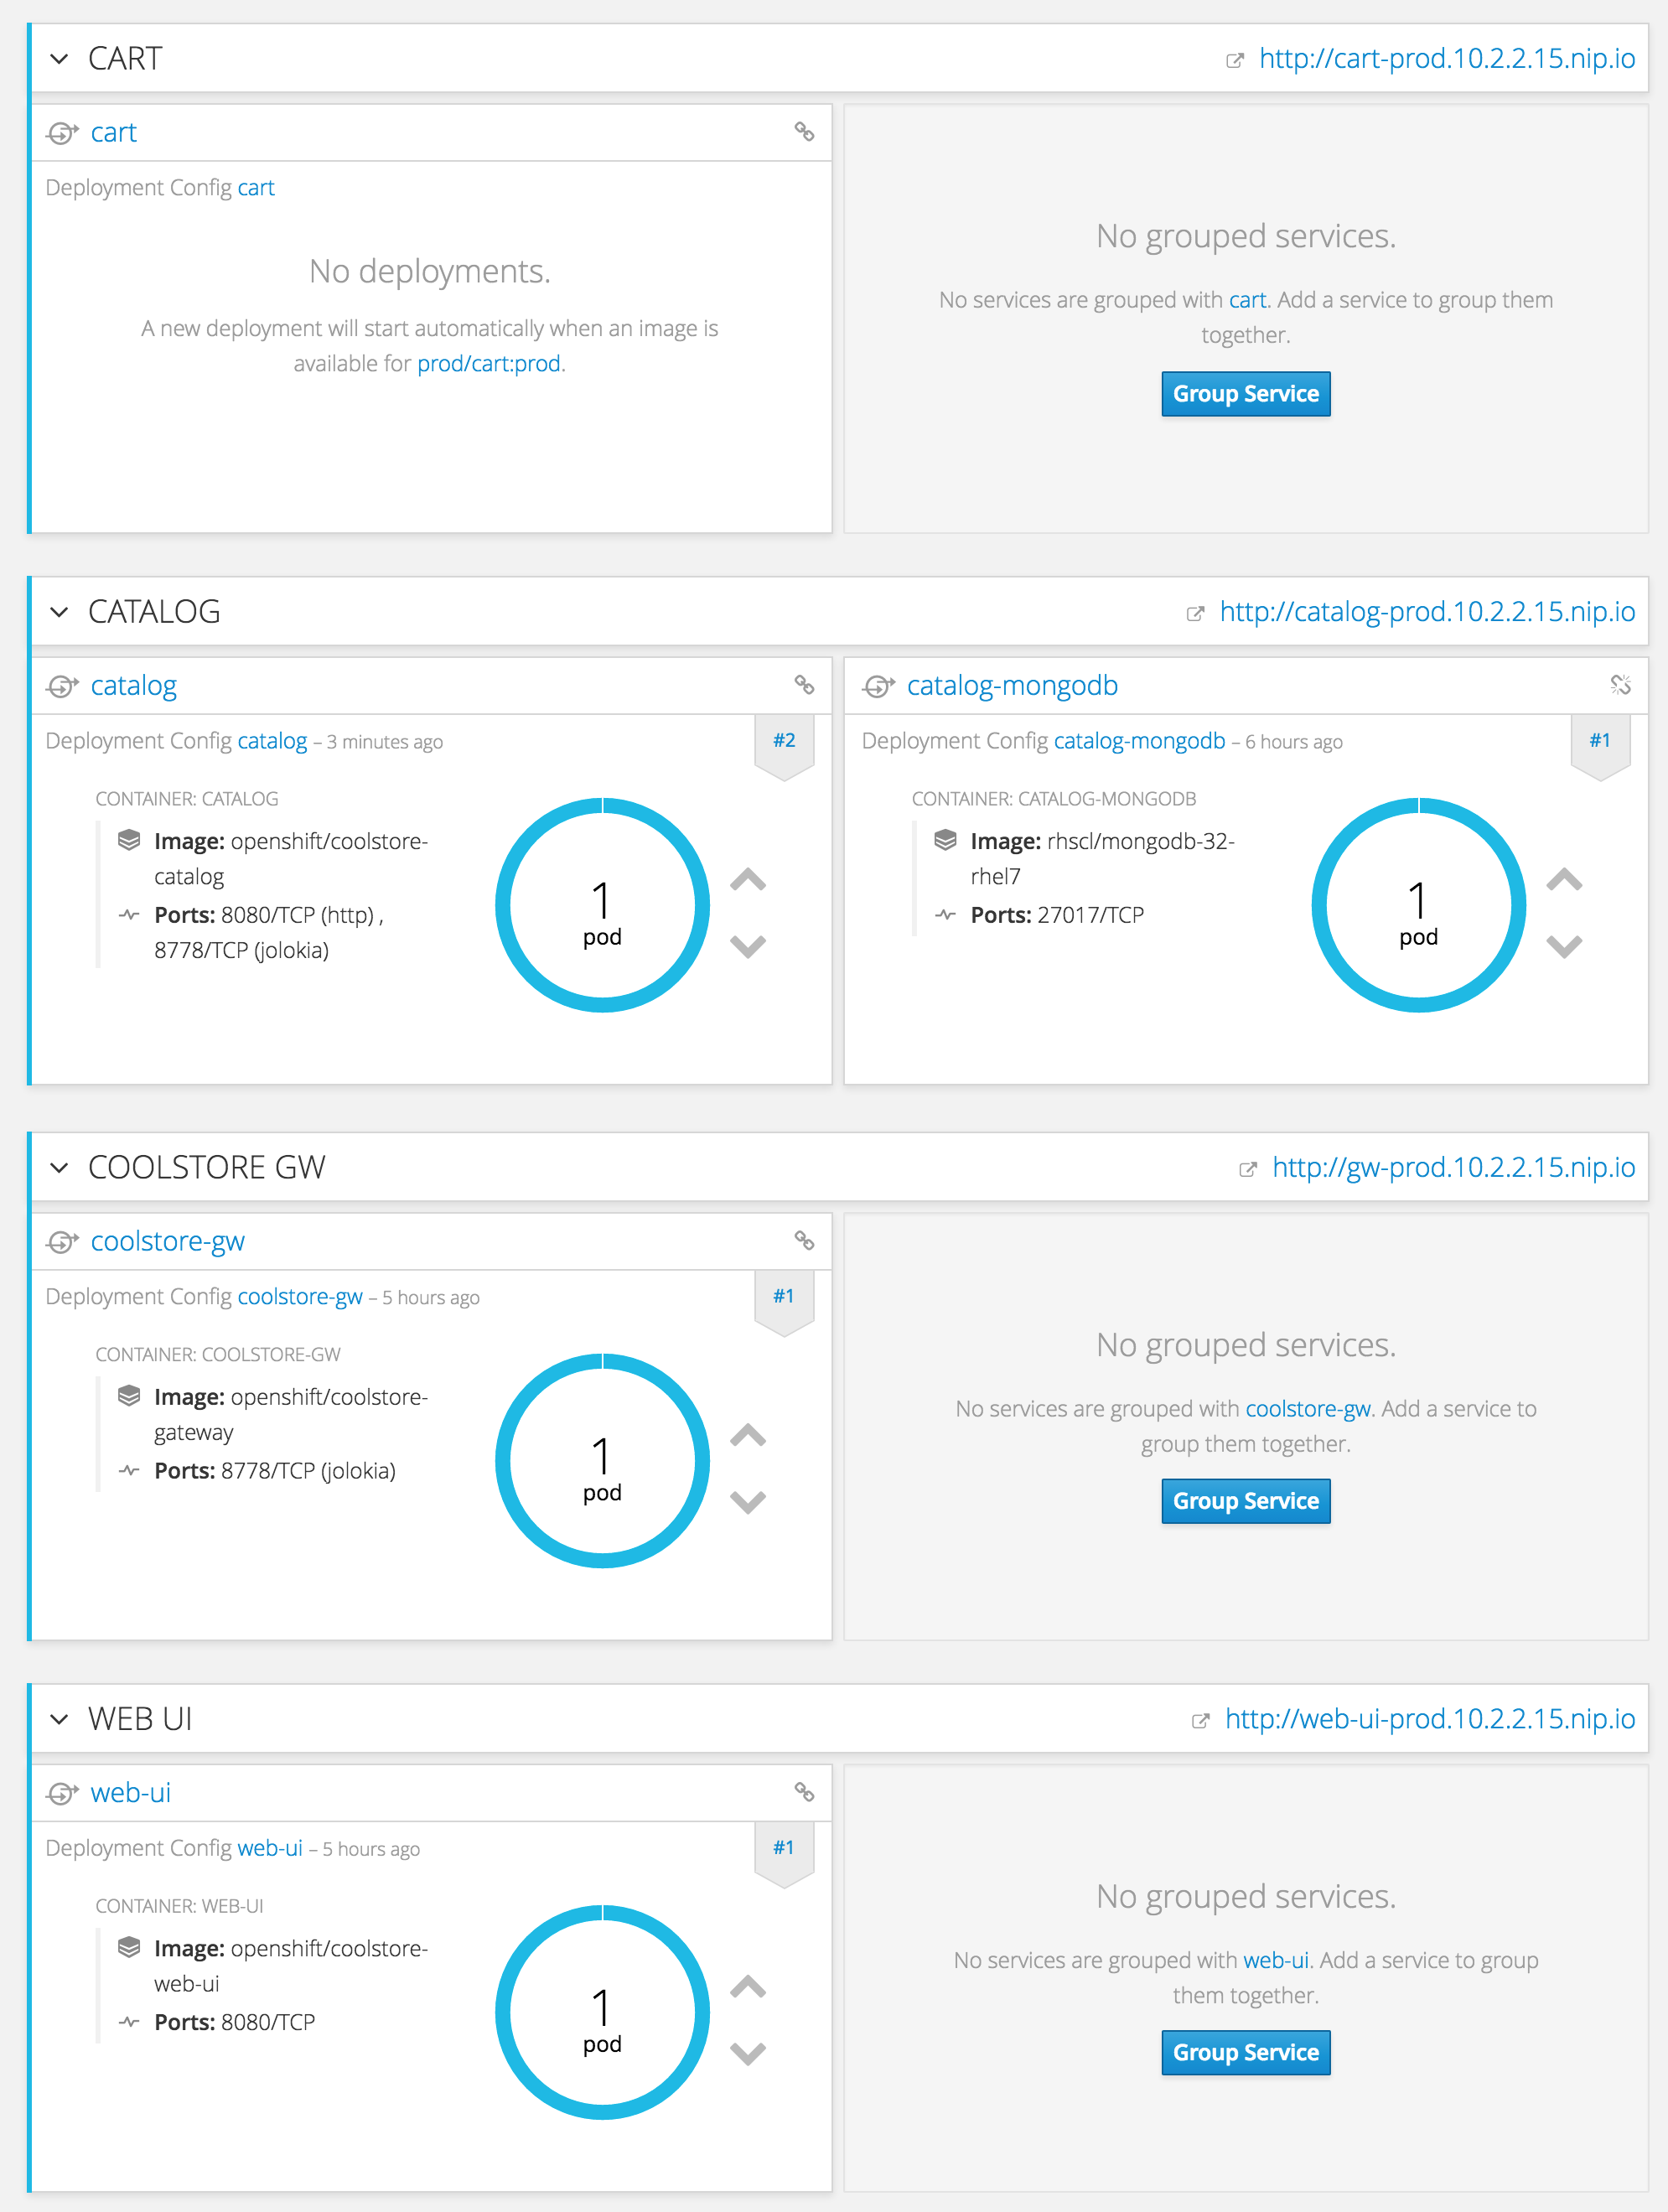 CART
http://cart-prod.10.2.2.15.nip.io
cart
Deployment Config cart
No deployments.
A new deployment will start automatically when an image is
available for prod/cart:prod.
No grouped services.
No services are grouped with cart. Add a service to group them
together.
Group Service
CATALOG
http://catalog-prod.10.2.2.15.nip.io
catalog
Deployment Config catalog – 3 minutes ago
#2
CONTAINER: CATALOG
Image: openshift/coolstore-
catalog
Ports: 8080/TCP (http) ,
8778/TCP (jolokia)
1
pod
catalog-mongodb
Deployment Config catalog-mongodb – 6 hours ago
#1
CONTAINER: CATALOG-MONGODB
Image: rhscl/mongodb-32-
rhel7
Ports: 27017/TCP
1
pod
COOLSTORE GW
http://gw-prod.10.2.2.15.nip.io
coolstore-gw
Deployment Config coolstore-gw – 5 hours ago
#1
CONTAINER: COOLSTORE-GW
Image: openshift/coolstore-
gateway
Ports: 8778/TCP (jolokia)
1
pod
No grouped services.
No services are grouped with coolstore-gw. Add a service to
group them together.
Group Service
WEB UI
http://web-ui-prod.10.2.2.15.nip.io
web-ui
Deployment Config web-ui – 5 hours ago
#1
CONTAINER: WEB-UI
Image: openshift/coolstore-
web-ui
Ports: 8080/TCP
1
pod
No grouped services.
No services are grouped with web-ui. Add a service to group
them together.
Group Service